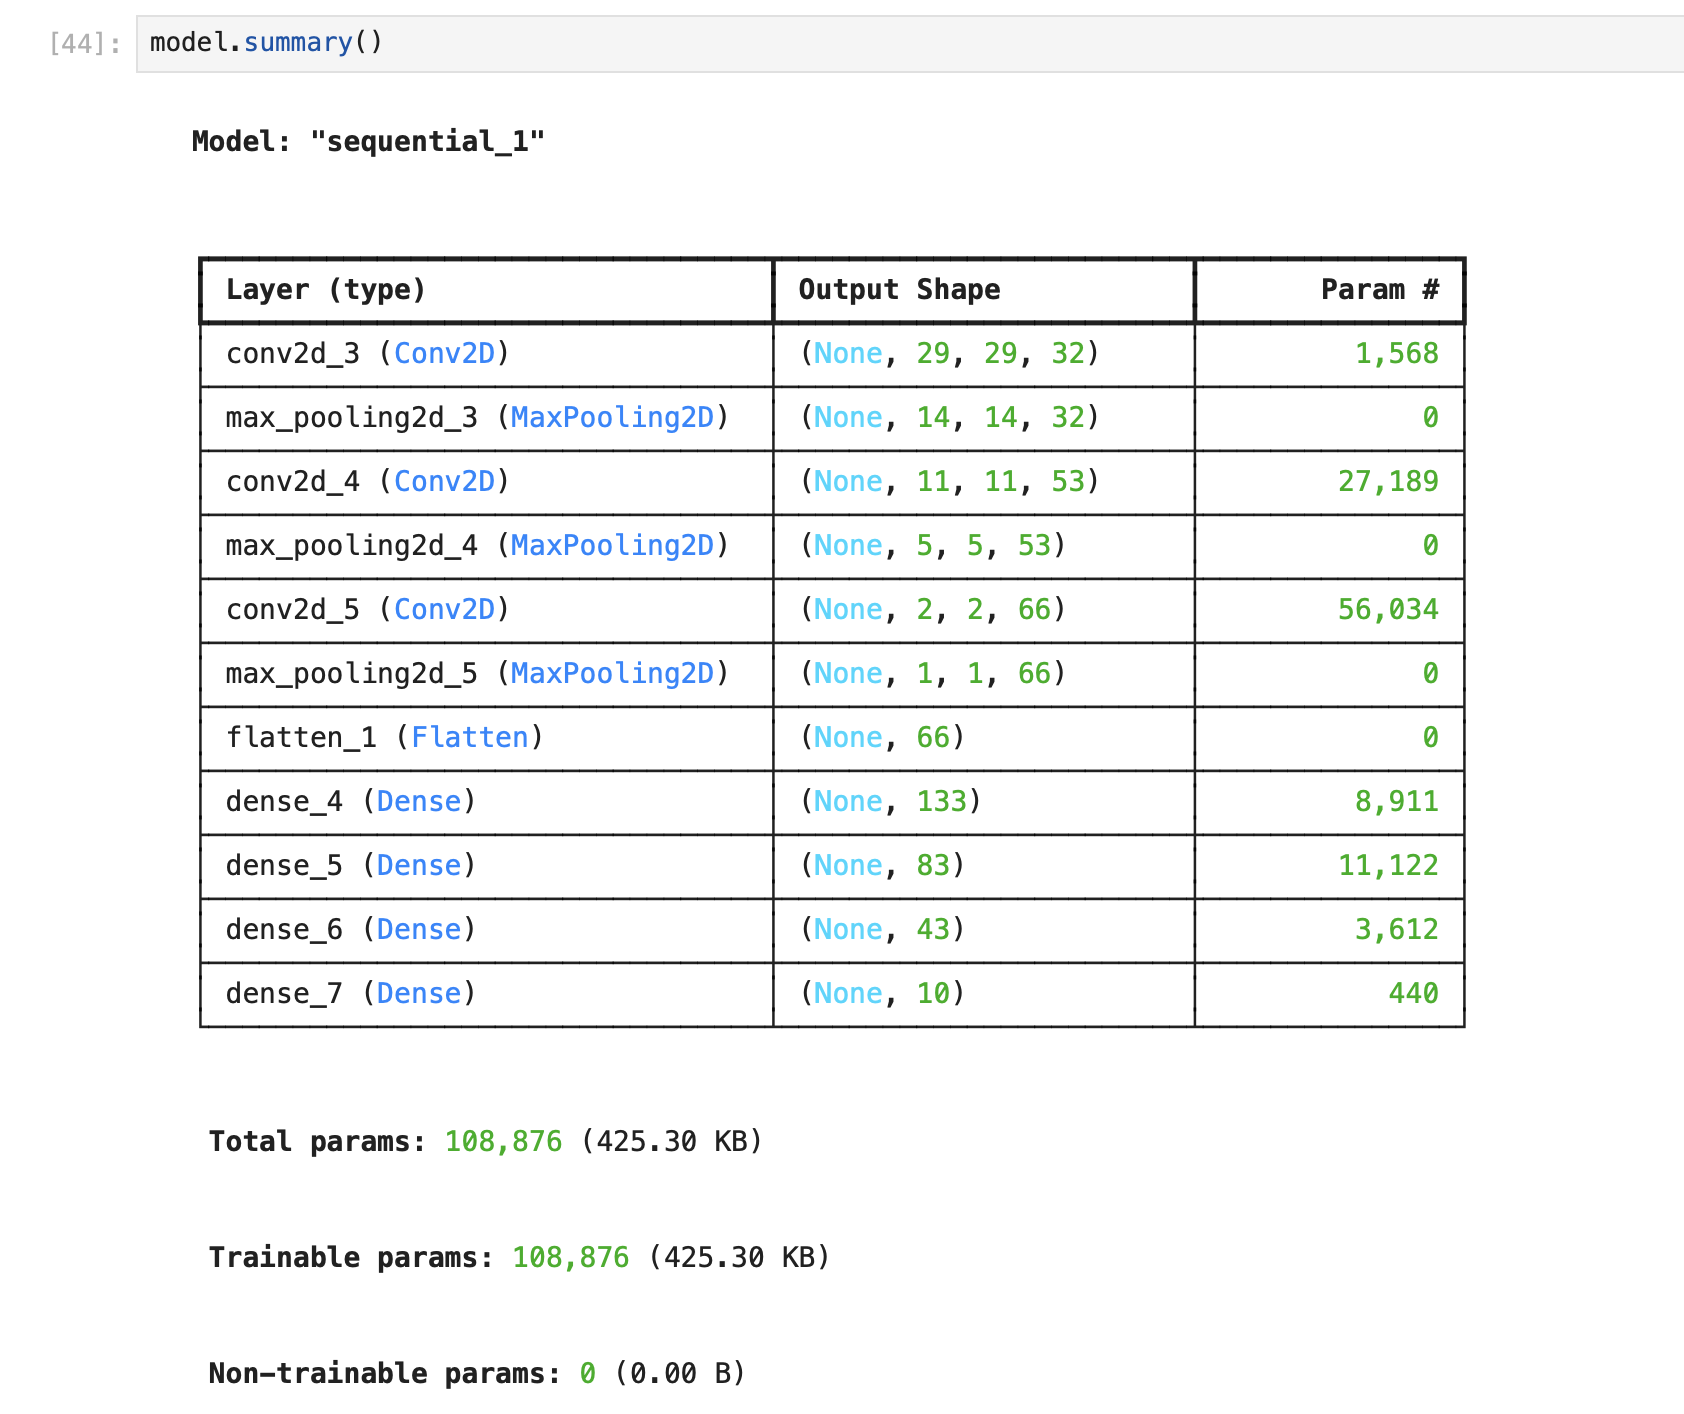 [44]: model.summary()
Model: "sequential_1"
Layer (type) Output Shape Param #
conv2d_3 (Conv2D) (None, 29, 29, 32) 1,568
max_pooling2d_3 (MaxPooling2D) (None, 14, 14, 32) 0
conv2d_4 (Conv2D) (None, 11, 11, 53) 27,189
max_pooling2d_4 (MaxPooling2D) (None, 5, 5, 53) 0
conv2d_5 (Conv2D) (None, 2, 2, 66) 56,034
max_pooling2d_5 (MaxPooling2D) (None, 1, 1, 66) 0
flatten_1 (Flatten) (None, 66) 0
dense_4 (Dense) (None, 133) 8,911
dense_5 (Dense) (None, 83) 11,122
dense_6 (Dense) (None, 43) 3,612
dense_7 (Dense) (None, 10) 440
Total params: 108,876 (425.30 KB)
Trainable params: 108,876 (425.30 KB)
Non-trainable params: 0 (0.00 B)